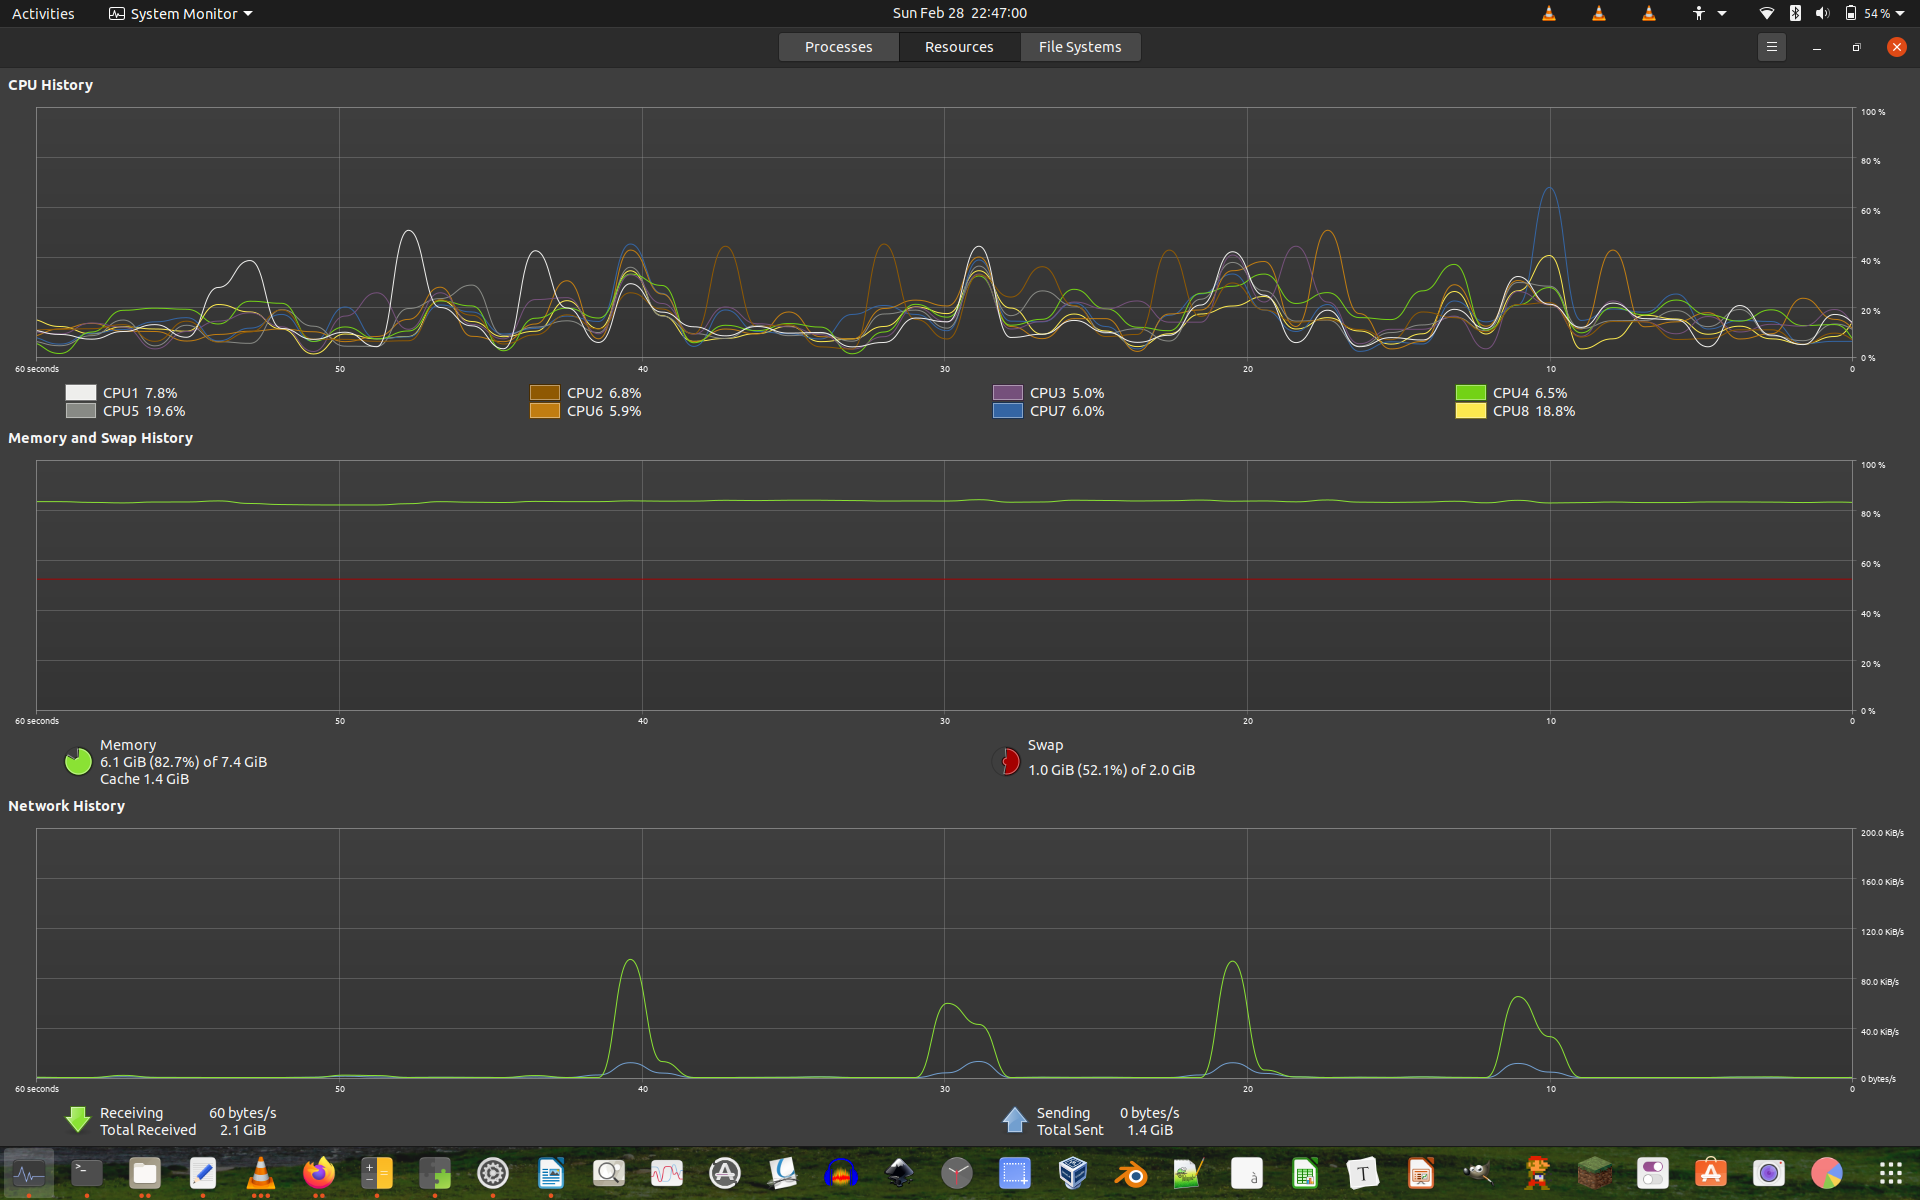 Activities System Monitor Sun Feb 28 22:47:00 54 %
Processes Resources File Systems
CPU History
100 %
80 %
60 %
40 %
20 %
0 %
60 seconds 50 40 30 20 10 0
CPU1 7.8% CPU2 6.8% CPU3 5.0% CPU4 6.5%
CPU5 19.6% CPU6 5.9% CPU7 6.0% CPU8 18.8%
Memory and Swap History
100 %
80 %
60 %
40 %
20 %
0 %
60 seconds 50 40 30 20 10 0
Memory Swap
6.1 GiB (82.7%) of 7.4 GiB 1.0 GiB (52.1%) of 2.0 GiB
Cache 1.4 GiB
Network History
200.0 KiB/s
160.0 KiB/s
120.0 KiB/s
80.0 KiB/s
40.0 KiB/s
0 bytes/s
60 seconds 50 40 30 20 10 0
Receiving 60 bytes/s Sending 0 bytes/s
Total Received 2.1 GiB Total Sent 1.4 GiB
>_ à T